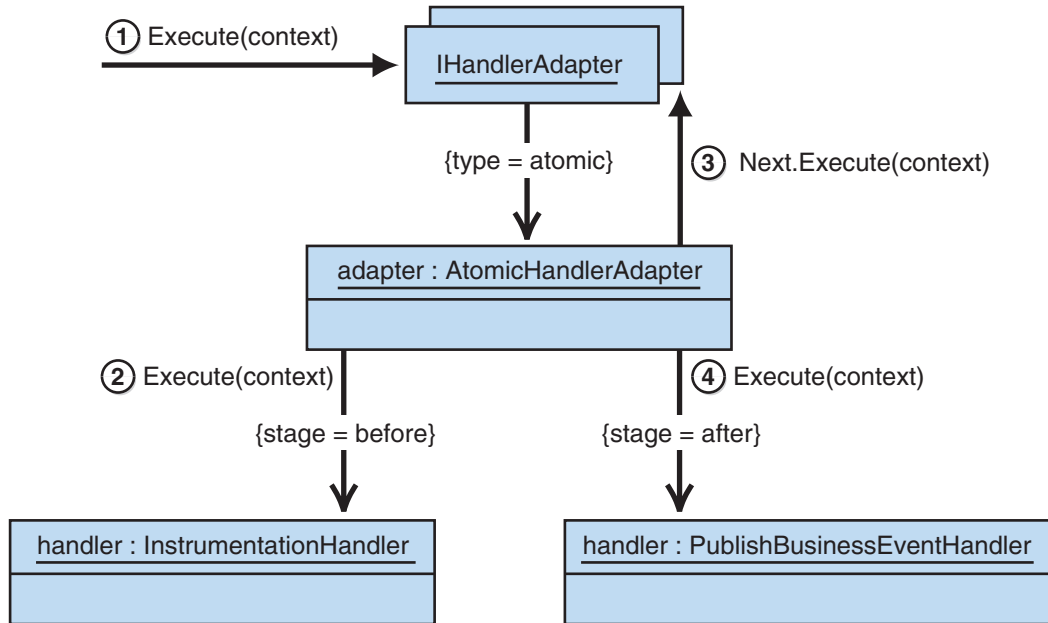 1 Execute(context)
IHandlerAdapter
{type = atomic}
3 Next.Execute(context)
adapter : AtomicHandlerAdapter
2 Execute(context)
4 Execute(context)
{stage = before}
{stage = after}
handler : InstrumentationHandler
handler : PublishBusinessEventHandler